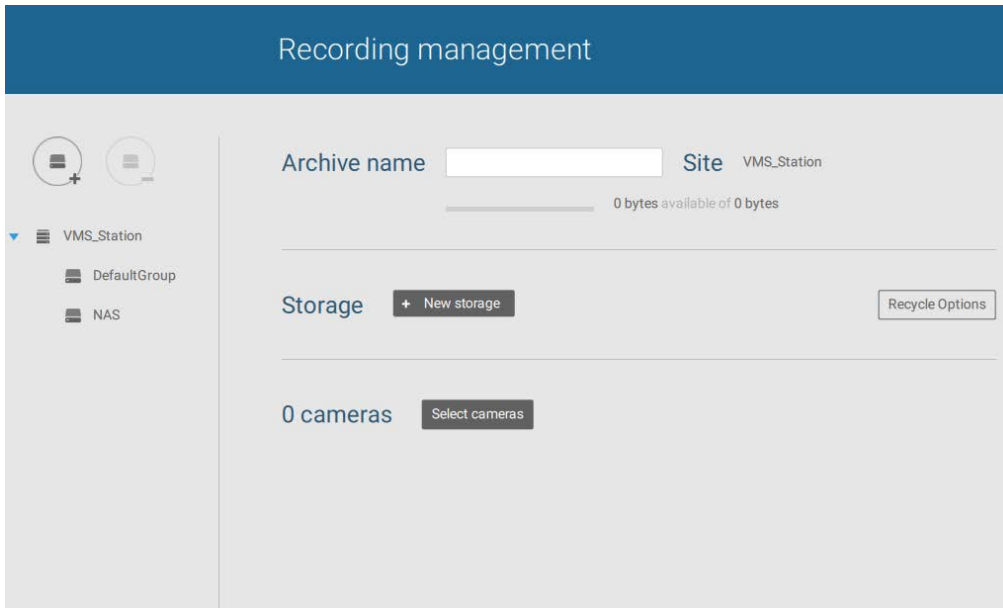 Recording management
Archive name
Site VMS_Station
0 bytes available of 0 bytes
VMS_Station
DefaultGroup
NAS
Storage
+ New storage
Recycle Options
0 cameras
Select cameras